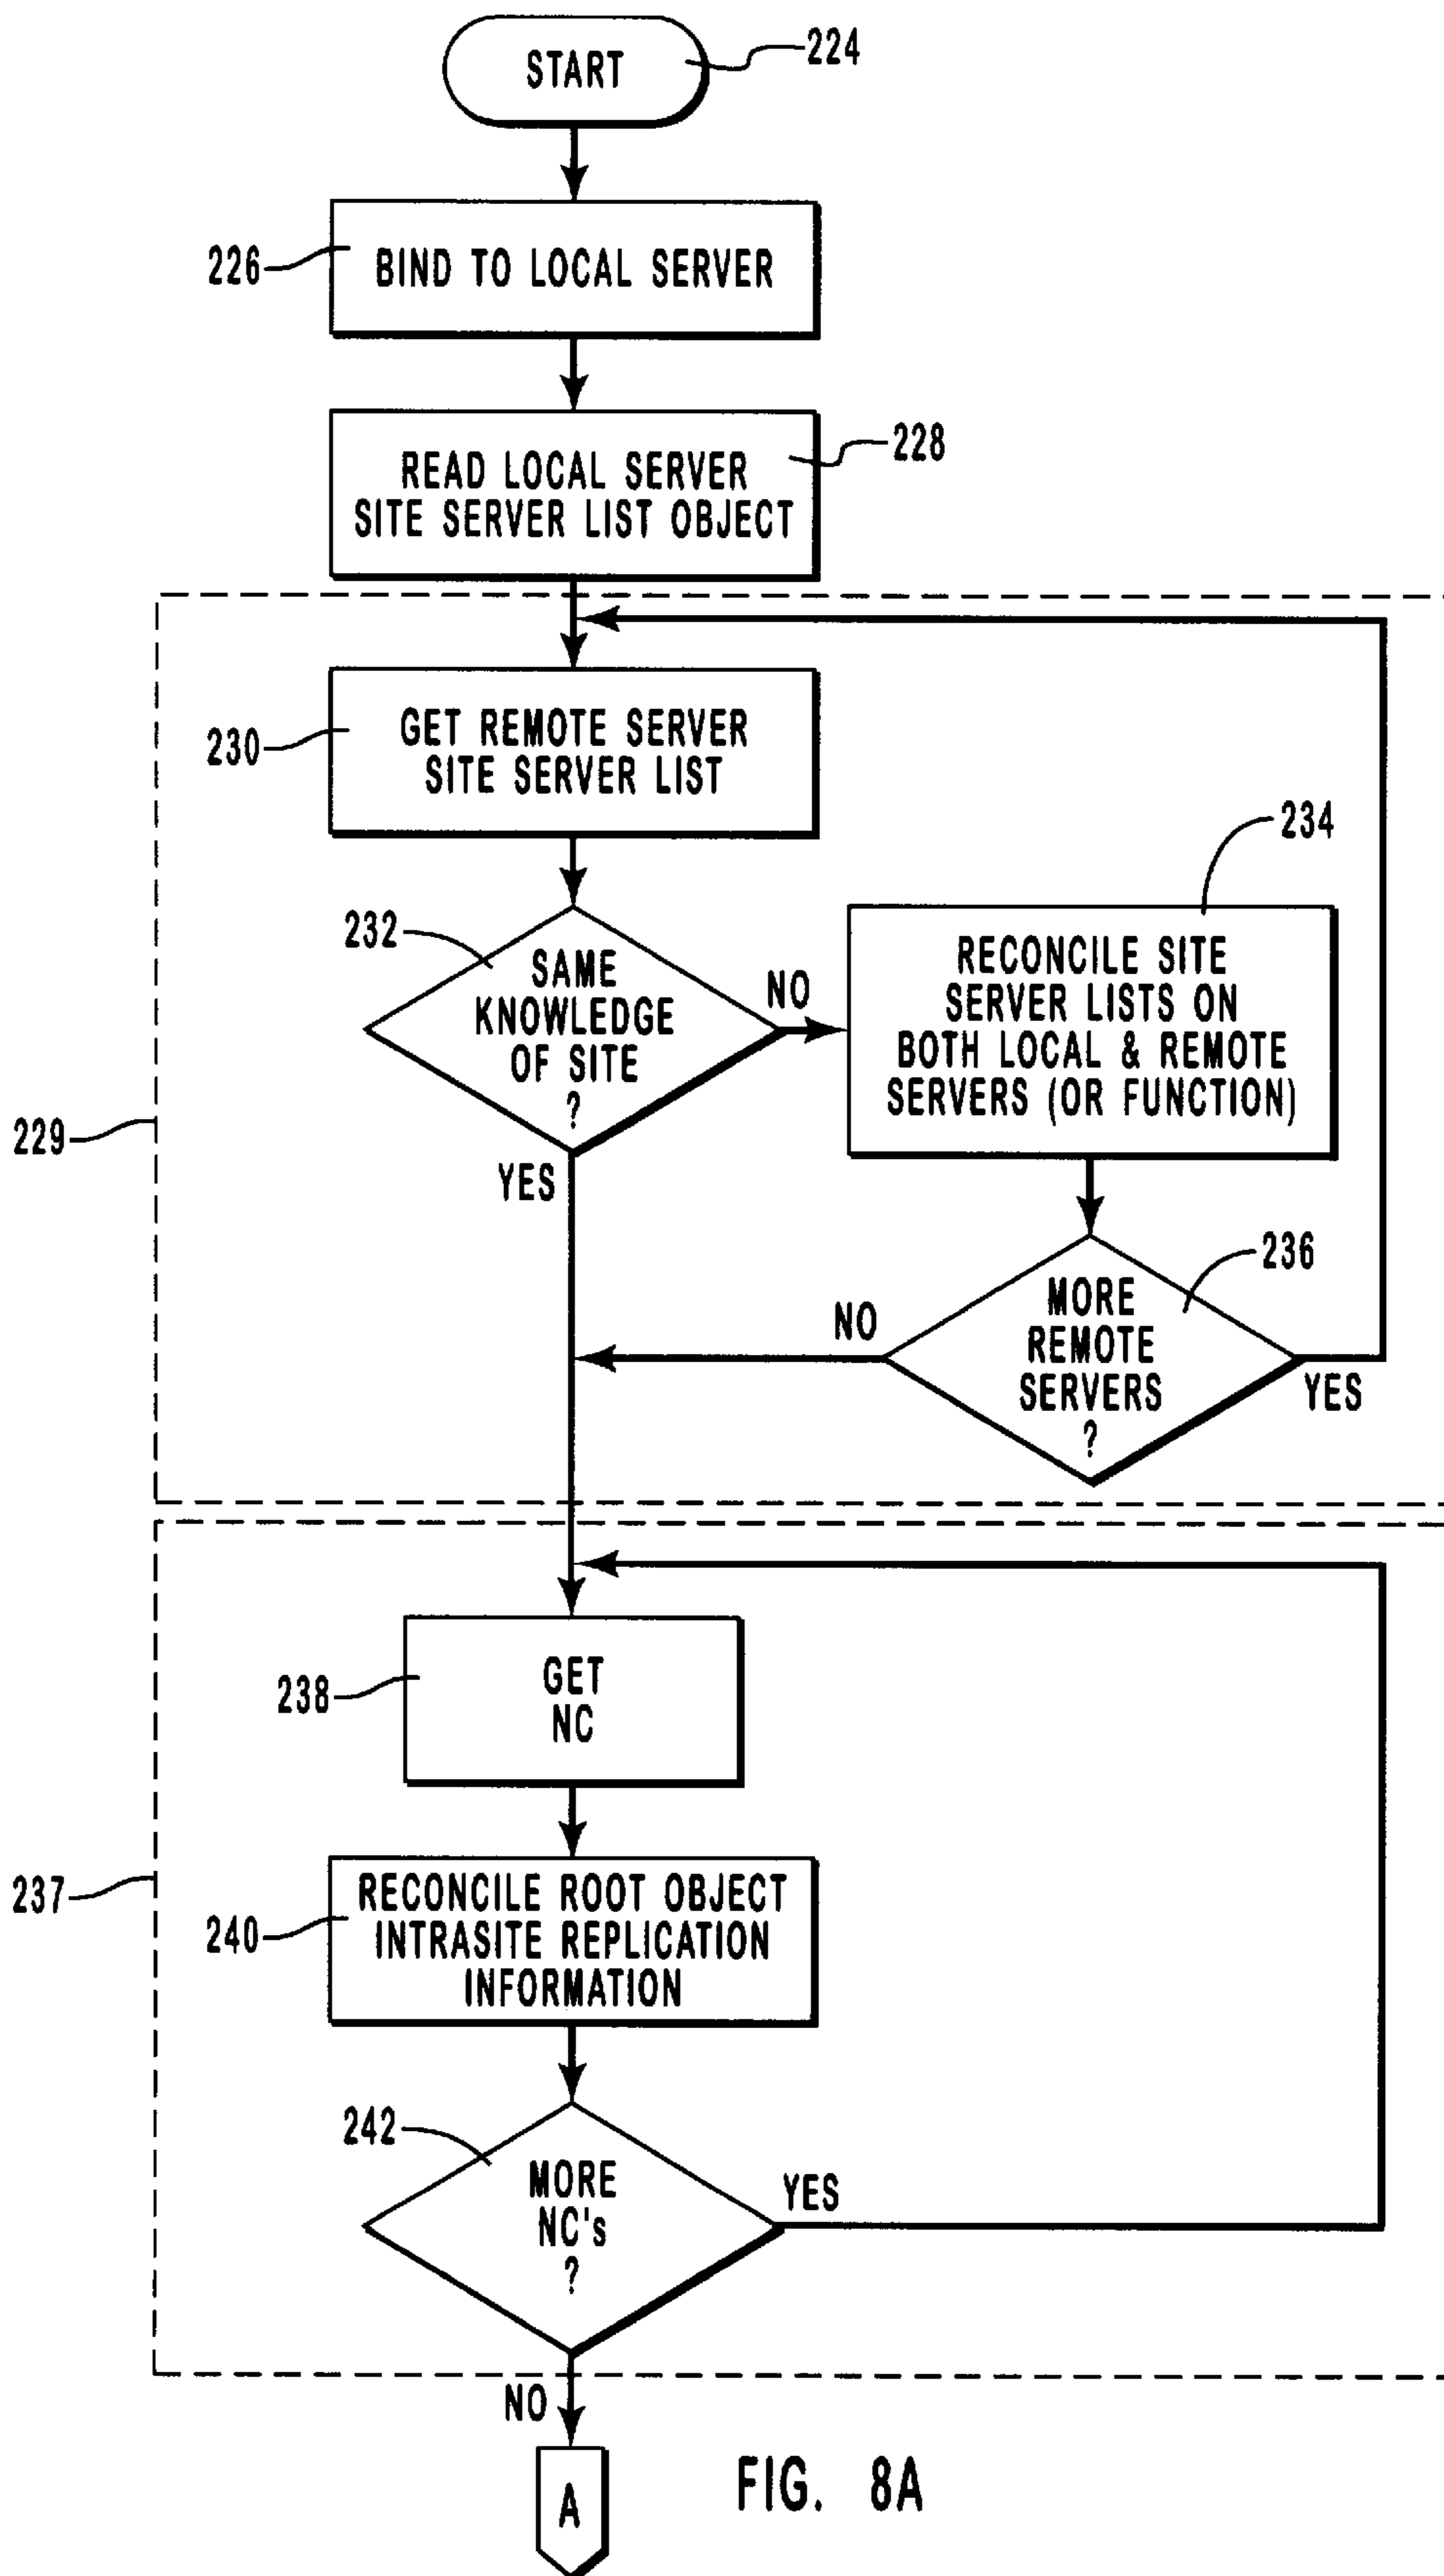 START
224
226
BIND TO LOCAL SERVER
228
READ LOCAL SERVER
SITE SERVER LIST OBJECT
230
GET REMOTE SERVER
SITE SERVER LIST
234
232
SAME
KNOWLEDGE
OF SITE
?
NO
YES
RECONCILE SITE
SERVER LISTS ON
BOTH LOCAL & REMOTE
SERVERS (OR FUNCTION)
229
236
MORE
REMOTE
SERVERS
?
NO
YES
238
GET
NC
237
240
RECONCILE ROOT OBJECT
INTRASITE REPLICATION
INFORMATION
242
MORE
NC's
?
YES
NO
A
FIG. 8A